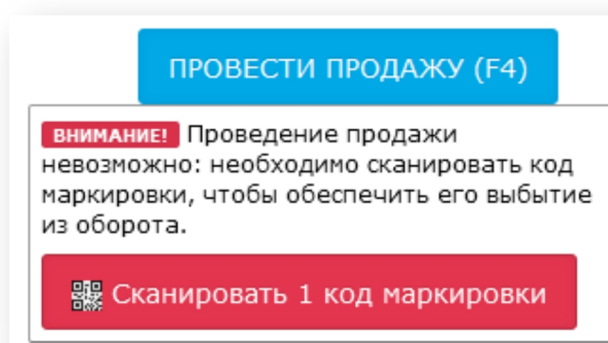 ПРОВЕСТИ ПРОДАЖУ (F4)
ВНИМАНИЕ! Проведение продажи
невозможно: необходимо сканировать код
маркировки, чтобы обеспечить его выбытие
из оборота.
Сканировать 1 код маркировки